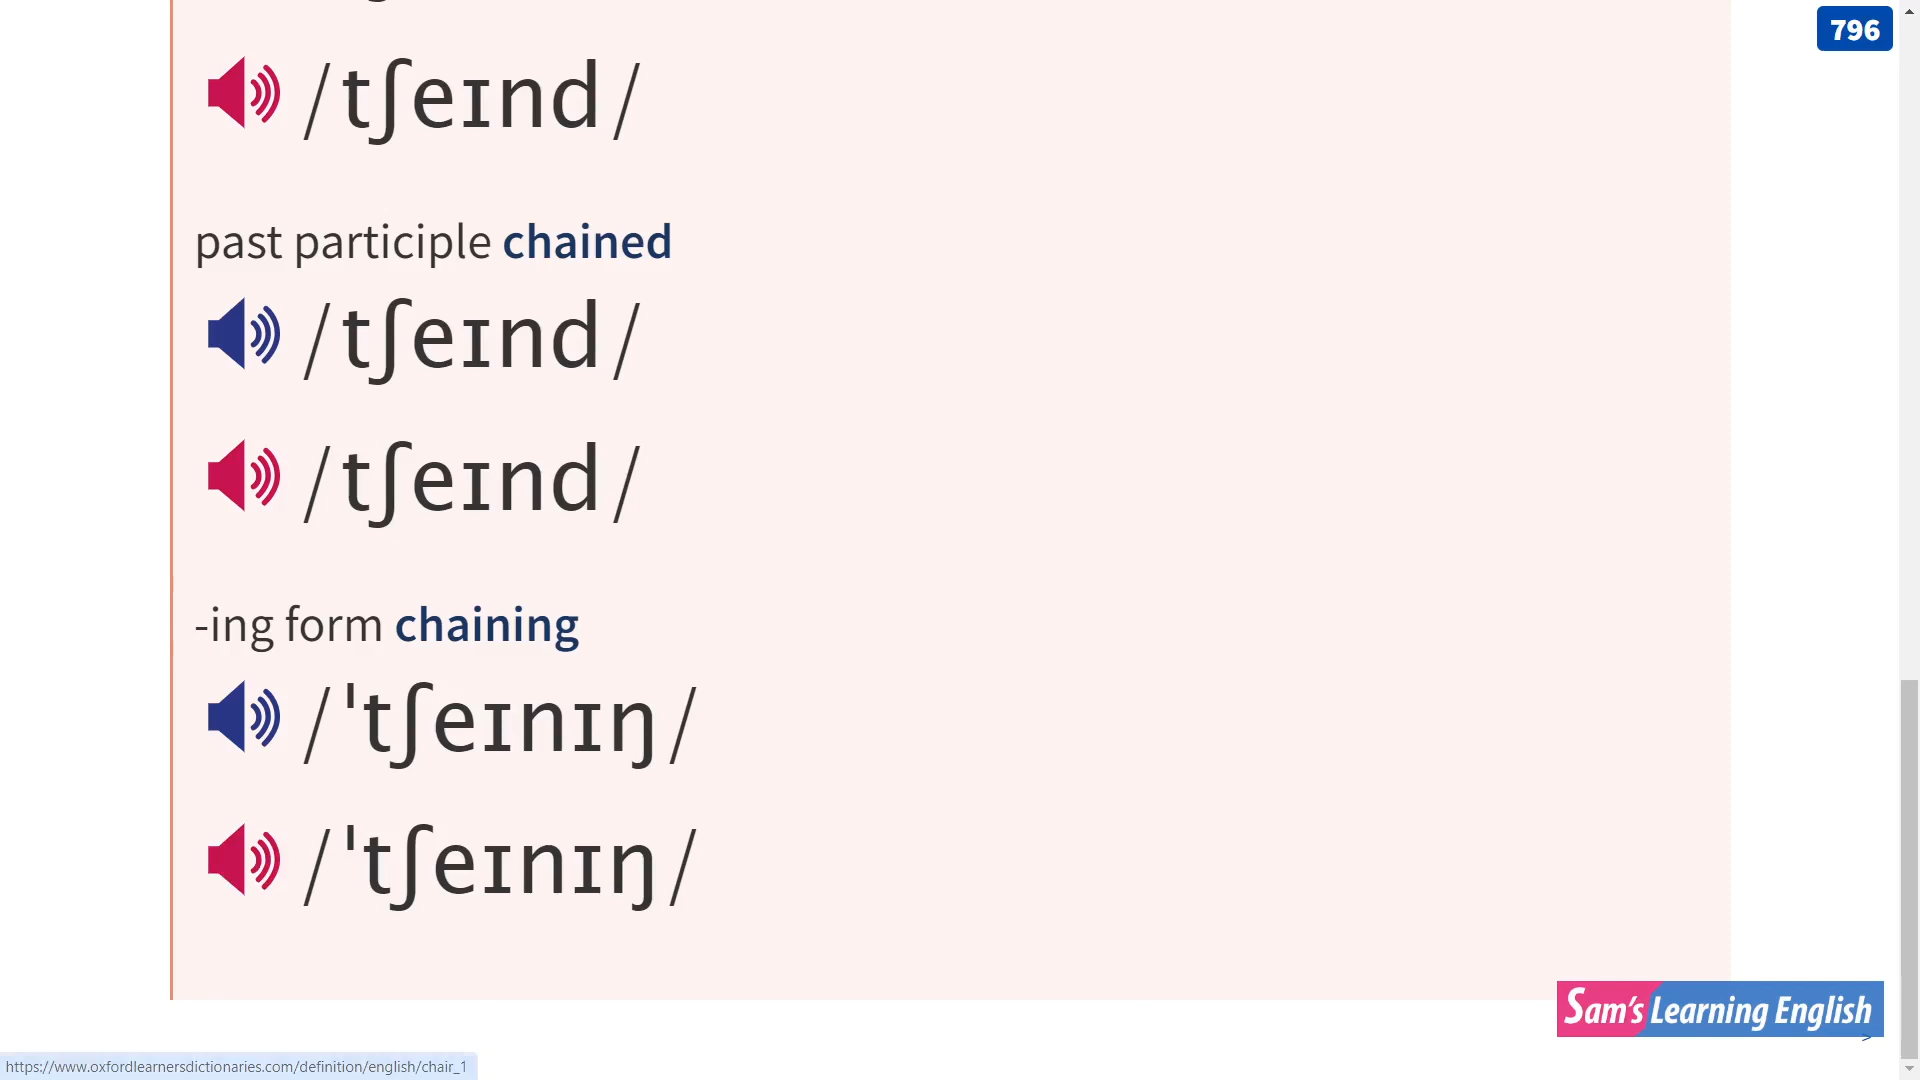 796
/tʃeɪnd/
past participle chained
/tʃeɪnd/
/tʃeɪnd/
-ing form chaining
/ˈtʃeɪnɪŋ/
/ˈtʃeɪnɪŋ/
Sam's Learning English
>
https://www.oxfordlearnersdictionaries.com/definition/english/chair_1